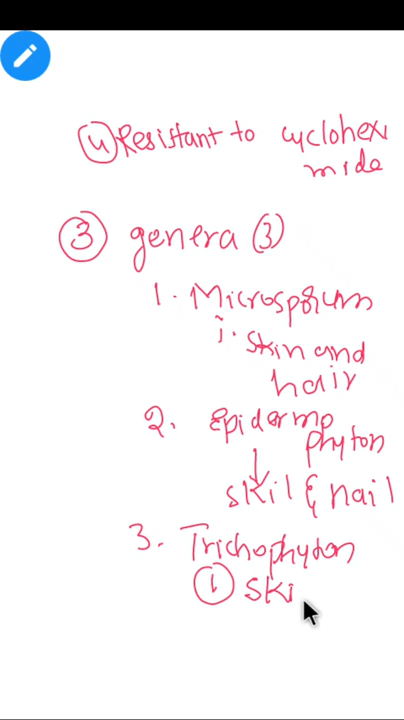 ④ Resistant to cyclohexi
mide
③ genera (3)
1. Microsporum
i. skin and
hair
2. Epidermo
phyton
↓
skil & nail
3. Trichophyton
① Ski